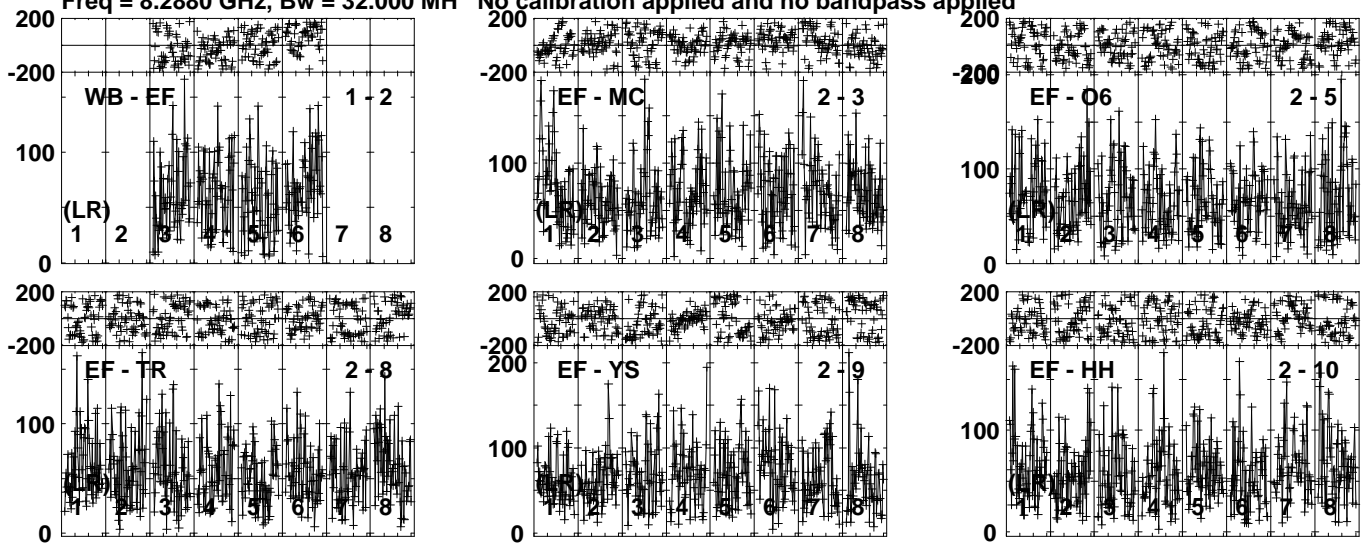 Freq = 8.2880 GHz, Bw = 32.000 MH No calibration applied and no bandpass applied
200
-200
WB - EF 1 - 2
100
(LR)
1 2 3 4 5 6 7 8
0
200
-200
EF - MC 2 - 3
100
(LR)
1 2 3 4 5 6 7 8
0
200
-200
200
EF - O6 2 - 5
100
(LR)
1 2 3 4 5 6 7 8
0
200
-200
EF - TR 2 - 8
100
(LR)
1 2 3 4 5 6 7 8
0
200
-200
200
EF - YS 2 - 9
100
(LR)
1 2 3 4 5 6 7 8
0
200
-200
EF - HH 2 - 10
100
(LR)
1 2 3 4 5 6 7 8
0